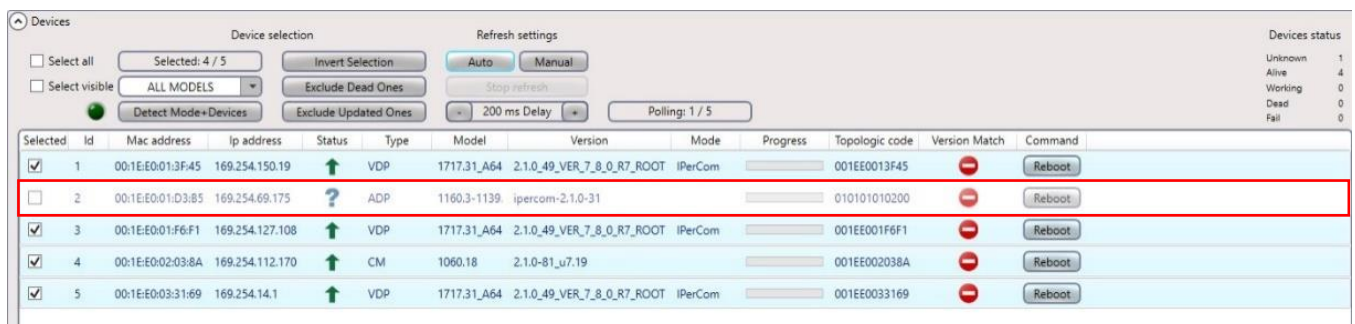 Devices
Device selection Refresh settings Devices status
Select all Selected: 4 / 5 Invert Selection Auto Manual Unknown 1
Alive 4
Select visible ALL MODELS Exclude Dead Ones Stop refresh Working 0
Dead 0
Detect Mode+Devices Exclude Updated Ones - 200 ms Delay + Polling: 1 / 5 Fail 0
Selected Id Mac address Ip address Status Type Model Version Mode Progress Topologic code Version Match Command
1 00:1E:E0:01:3F:45 169.254.150.19 VDP 1717.31_A64 2.1.0_49_VER_7_8_0_R7_ROOT IPerCom 001EE0013F45 Reboot
2 00:1E:E0:01:D3:B5 169.254.69.175 ? ADP 1160.3-1139. ipercom-2.1.0-31 010101010200 Reboot
3 00:1E:E0:01:F6:F1 169.254.127.108 VDP 1717.31_A64 2.1.0_49_VER_7_8_0_R7_ROOT IPerCom 001EE001F6F1 Reboot
4 00:1E:E0:02:03:8A 169.254.112.170 CM 1060.18 2.1.0-81_u7.19 001EE002038A Reboot
5 00:1E:E0:03:31:69 169.254.14.1 VDP 1717.31_A64 2.1.0_49_VER_7_8_0_R7_ROOT IPerCom 001EE0033169 Reboot